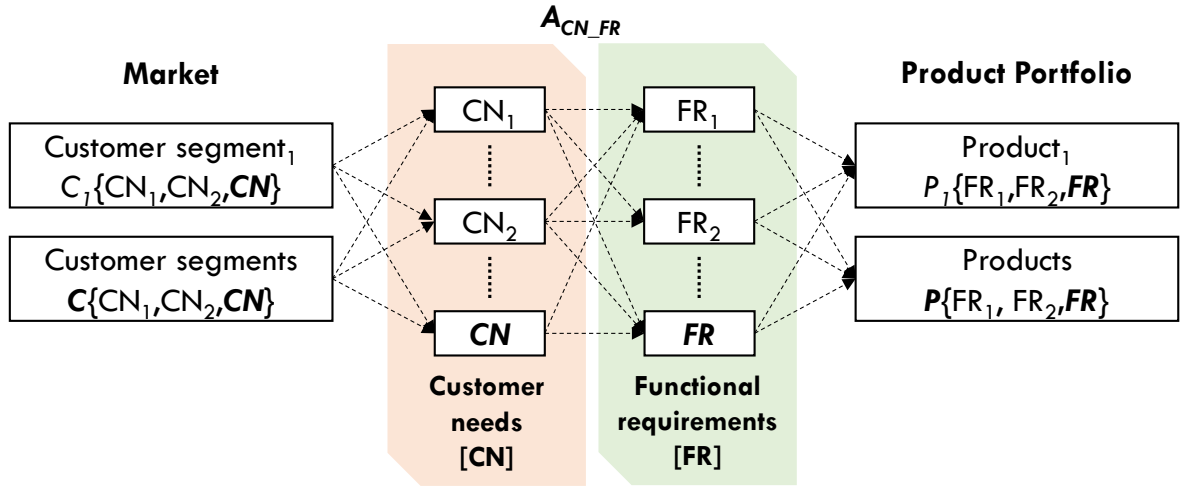 A_CN_FR
Market
Customer segment₁
C₁{CN₁,CN₂,CN}
Customer segments
C{CN₁,CN₂,CN}
CN₁
CN₂
CN
Customer
needs
[CN]
FR₁
FR₂
FR
Functional
requirements
[FR]
Product Portfolio
Product₁
P₁{FR₁,FR₂,FR}
Products
P{FR₁, FR₂,FR}